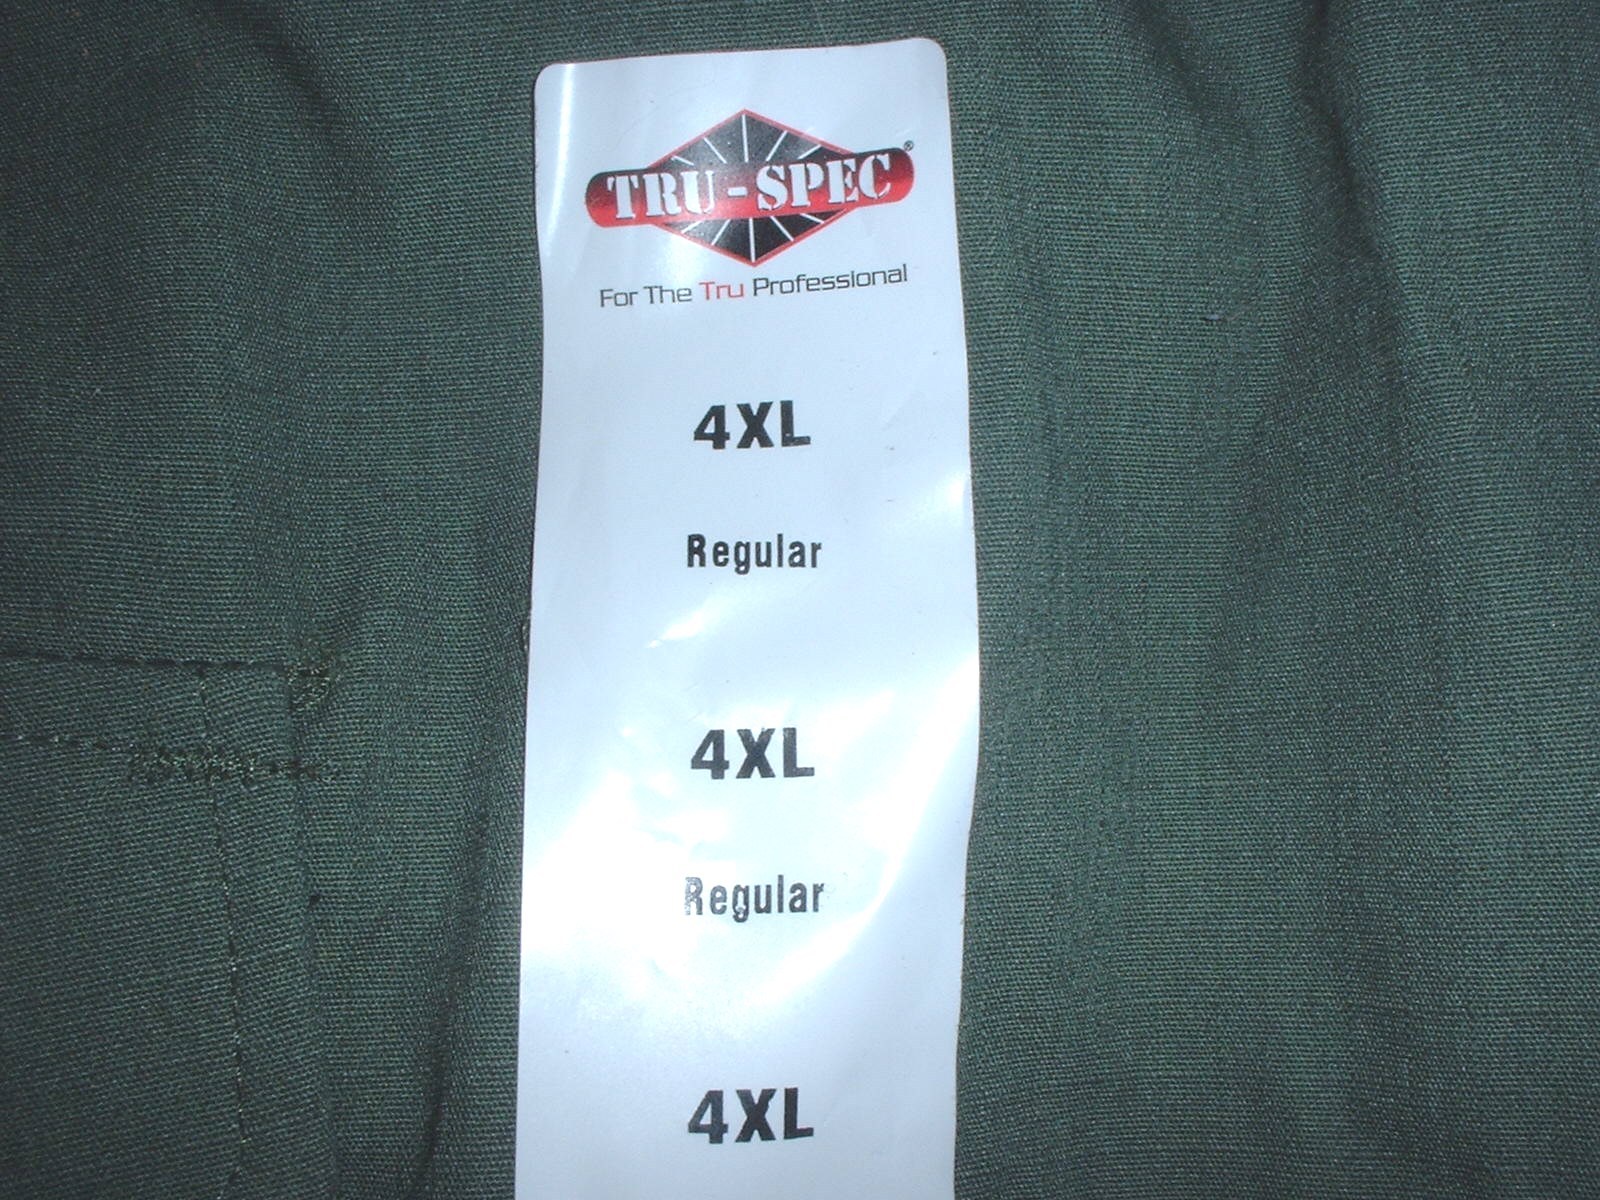 TRU-SPEC®
For The Tru Professional
4XL
Regular
4XL
Regular
4XL